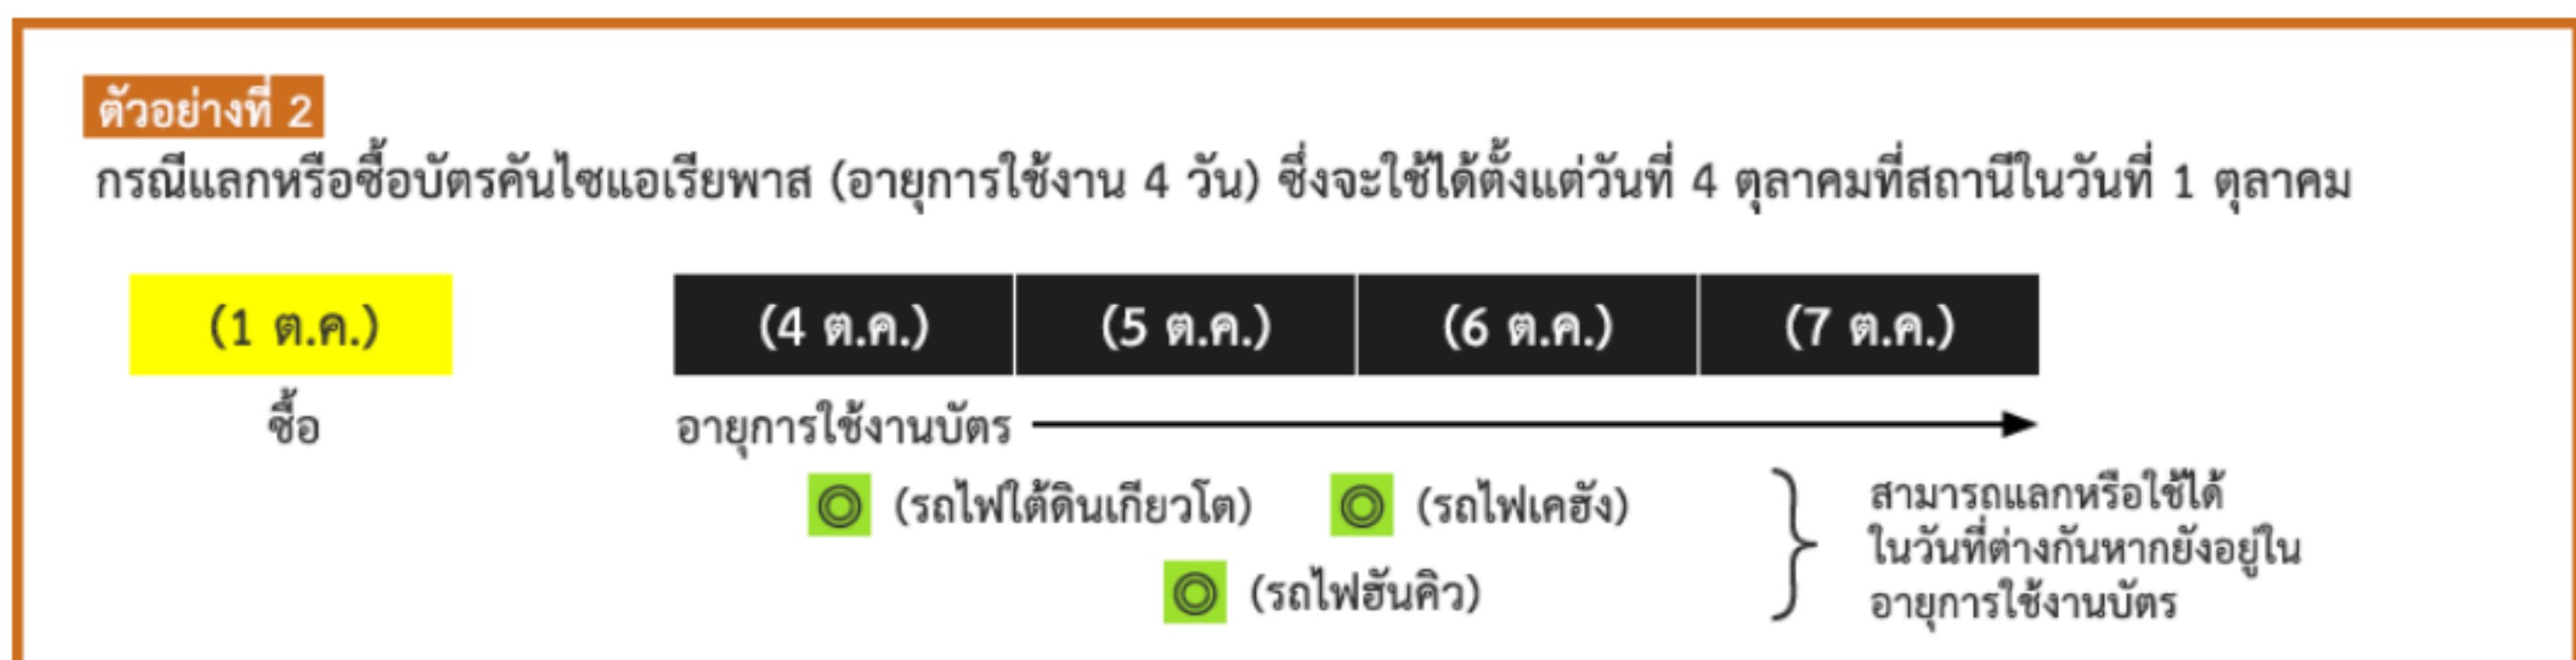 ตัวอย่างที่ 2
กรณีแลกหรือซื้อบัตรคันไซแอเรียพาส (อายุการใช้งาน 4 วัน) ซึ่งจะใช้ได้ตั้งแต่วันที่ 4 ตุลาคมที่สถานีในวันที่ 1 ตุลาคม
(1 ต.ค.) (4 ต.ค.) (5 ต.ค.) (6 ต.ค.) (7 ต.ค.)
ซื้อ อายุการใช้งานบัตร
(รถไฟใต้ดินเกียวโต) (รถไฟเคฮัง)
(รถไฟฮันคิว)
สามารถแลกหรือใช้ได้
ในวันที่ต่างกันหากยังอยู่ใน
อายุการใช้งานบัตร